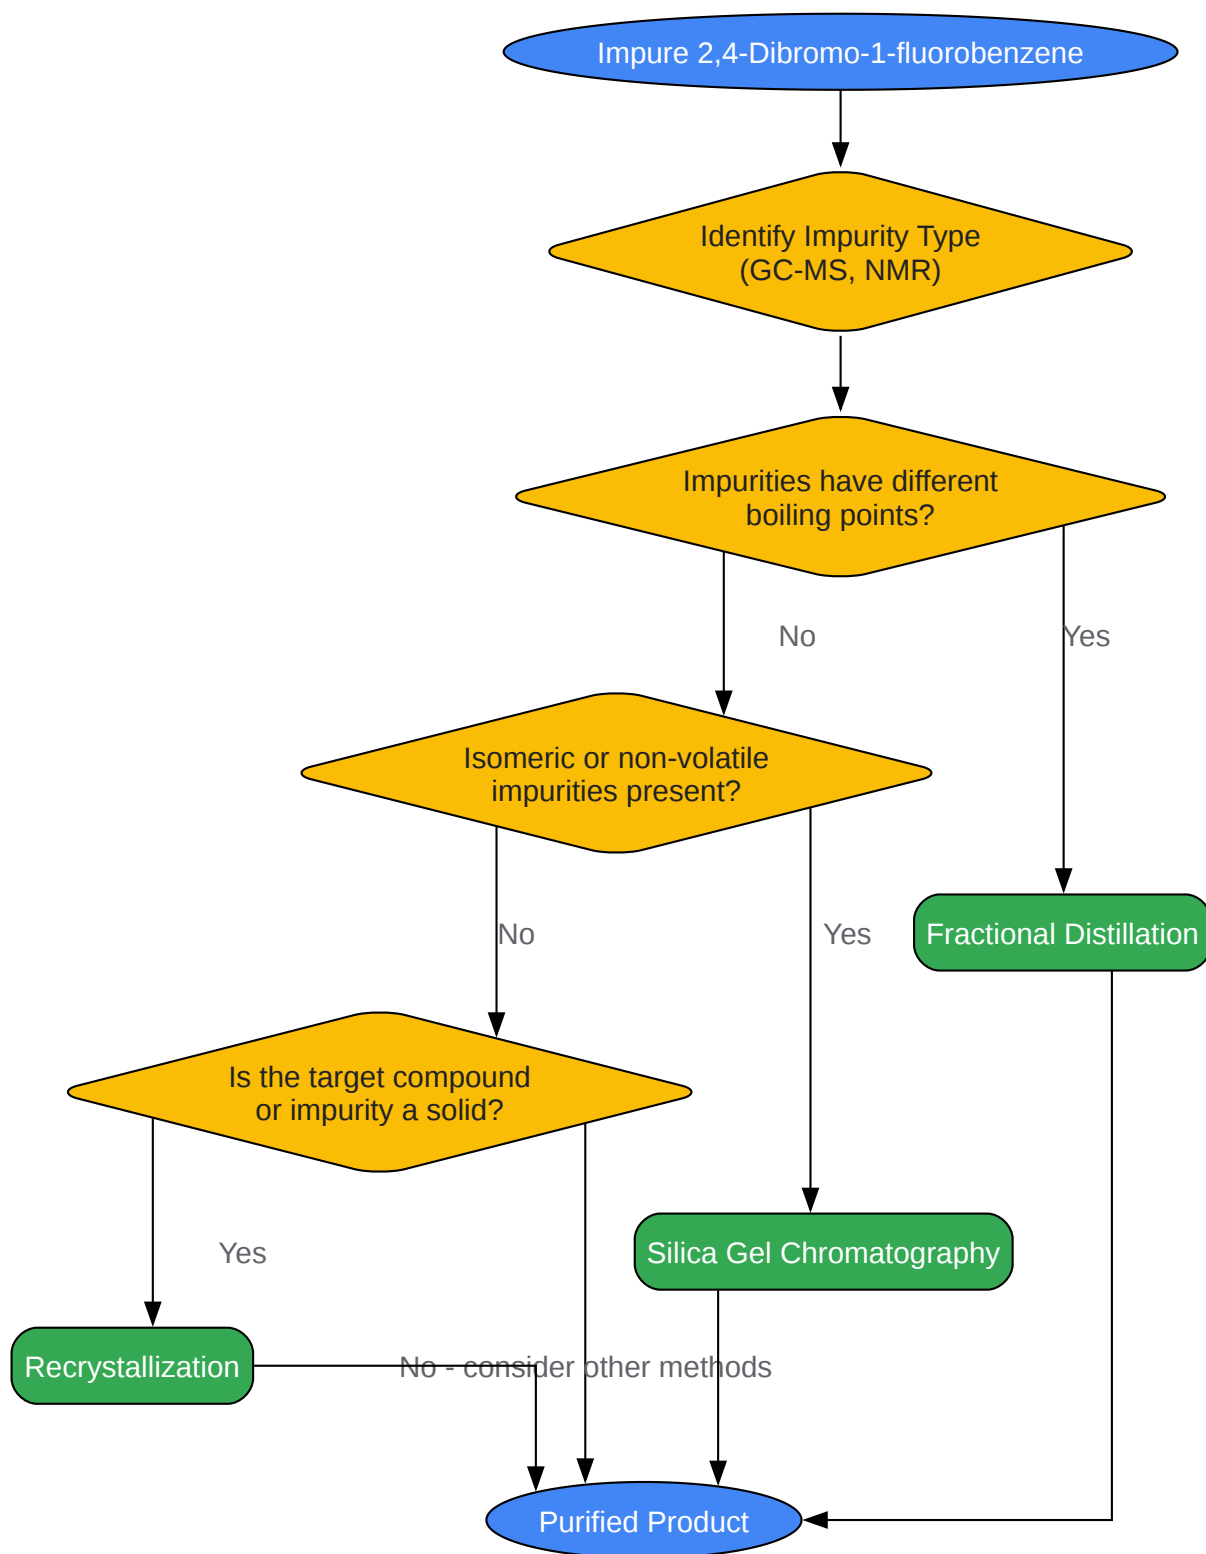 Impure 2,4-Dibromo-1-fluorobenzene
Identify Impurity Type
(GC-MS, NMR)
Impurities have different
boiling points?
No
Yes
Isomeric or non-volatile
impurities present?
No
Yes
Fractional Distillation
Is the target compound
or impurity a solid?
Yes
Silica Gel Chromatography
Recrystallization
No - consider other methods
Purified Product